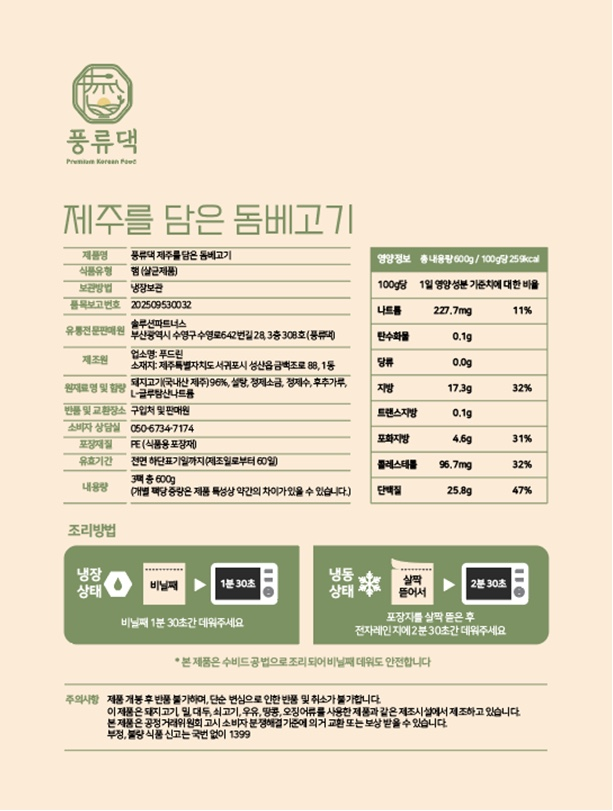 풍류댁
Premium Korean Food
제주를 담은 돔베고기
제품명 풍류댁 제주를 담은 돔베고기
식품유형 햄 (살균제품)
보관방법 냉장보관
품목보고번호 202509530032
유통전문판매원 솔루션파트너스
부산광역시 수영구 수영로642번길 28, 3층 308호 (풍류댁)
제조원 업소명: 푸드린
소재지: 제주특별자치도 서귀포시 성산읍 금백조로 88, 1동
원재료명 및 함량 돼지고기(국내산 제주) 96%, 설탕, 정제소금, 정제수, 후추가루,
L-글루탐산나트륨
반품 및 교환장소 구입처 및 판매원
소비자 상담실 050-6734-7174
포장재질 PE (식품용 포장재)
유효기간 전면 하단표기일까지(제조일로부터 60일)
내용량 3팩 총 600g
(개별 팩당 중량은 제품 특성상 약간의 차이가 있을 수 있습니다.)
영양정보 총 내용량 600g / 100g당 259kcal
100g당 1일 영양성분 기준치에 대한 비율
나트륨 227.7mg 11%
탄수화물 0.1g
당류 0.0g
지방 17.3g 32%
트랜스지방 0.1g
포화지방 4.6g 31%
콜레스테롤 96.7mg 32%
단백질 25.8g 47%
조리방법
냉장
상태
비닐째
1분 30초
비닐째 1분 30초간 데워주세요
냉동
상태
살짝
뜯어서
2분 30초
포장지를 살짝 뜯은 후
전자레인지에 2분 30초간 데워주세요
* 본 제품은 수비드 공법으로 조리 되어 비닐째 데워도 안전합니다
주의사항 제품 개봉 후 반품 불가하며, 단순 변심으로 인한 반품 및 취소가 불가합니다.
이 제품은 돼지고기, 밀, 대두, 쇠고기, 우유, 땅콩, 오징어류를 사용한 제품과 같은 제조시설에서 제조하고 있습니다.
본 제품은 공정거래위원회 고시 소비자 분쟁해결기준에 의거 교환 또는 보상 받을 수 있습니다.
부정, 불량 식품 신고는 국번 없이 1399